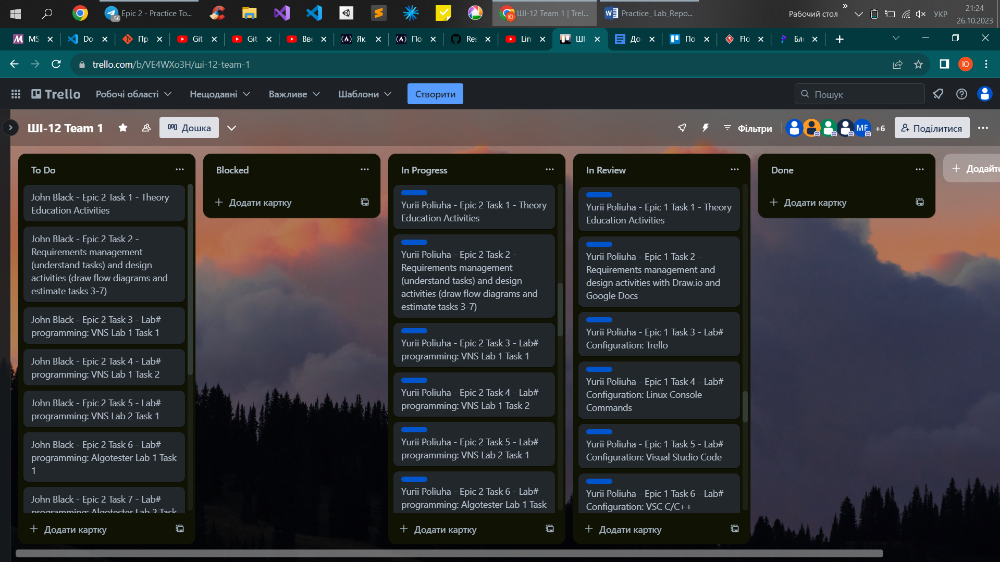 56
Epic 2 - Practice To...
ШІ-12 Team 1 | Trel...
Practice_ Lab_Repo...
Рабочий стол
УКР
21:24
26.10.2023
MS
Do
Пр
Git
Git
Вве
Як
По
Res
Lin
ШІ-
До
По
Flo
Бл
trello.com/b/VE4WXo3H/ші-12-team-1
Ю
Trello
Робочі області
Нещодавні
Важливе
Шаблони
Створити
Пошук
ШІ-12 Team 1
Дошка
Фільтри
MF
+6
Поділитися
To Do
John Black - Epic 2 Task 1 - Theory
Education Activities
John Black - Epic 2 Task 2 -
Requirements management
(understand tasks) and design
activities (draw flow diagrams and
estimate tasks 3-7)
John Black - Epic 2 Task 3 - Lab#
programming: VNS Lab 1 Task 1
John Black - Epic 2 Task 4 - Lab#
programming: VNS Lab 1 Task 2
John Black - Epic 2 Task 5 - Lab#
programming: VNS Lab 2 Task 1
John Black - Epic 2 Task 6 - Lab#
programming: Algotester Lab 1 Task
1
John Black - Epic 2 Task 7 - Lab#
programming: Algotester Lab 2 Task
Додати картку
Blocked
Додати картку
In Progress
Yurii Poliuha - Epic 2 Task 1 - Theory
Education Activities
Yurii Poliuha - Epic 2 Task 2 -
Requirements management
(understand tasks) and design
activities (draw flow diagrams and
estimate tasks 3-7)
Yurii Poliuha - Epic 2 Task 3 - Lab#
programming: VNS Lab 1 Task 1
Yurii Poliuha - Epic 2 Task 4 - Lab#
programming: VNS Lab 1 Task 2
Yurii Poliuha - Epic 2 Task 5 - Lab#
programming: VNS Lab 2 Task 1
Yurii Poliuha - Epic 2 Task 6 - Lab#
programming: Algotester Lab 1 Task
Додати картку
In Review
Yurii Poliuha - Epic 1 Task 1 - Theory
Education Activities
Yurii Poliuha - Epic 1 Task 2 -
Requirements management and
design activities with Draw.io and
Google Docs
Yurii Poliuha - Epic 1 Task 3 - Lab#
Configuration: Trello
Yurii Poliuha - Epic 1 Task 4 - Lab#
Configuration: Linux Console
Commands
Yurii Poliuha - Epic 1 Task 5 - Lab#
Configuration: Visual Studio Code
Yurii Poliuha - Epic 1 Task 6 - Lab#
Configuration: VSC C/C++
Додати картку
Done
Додати картку
Додайте